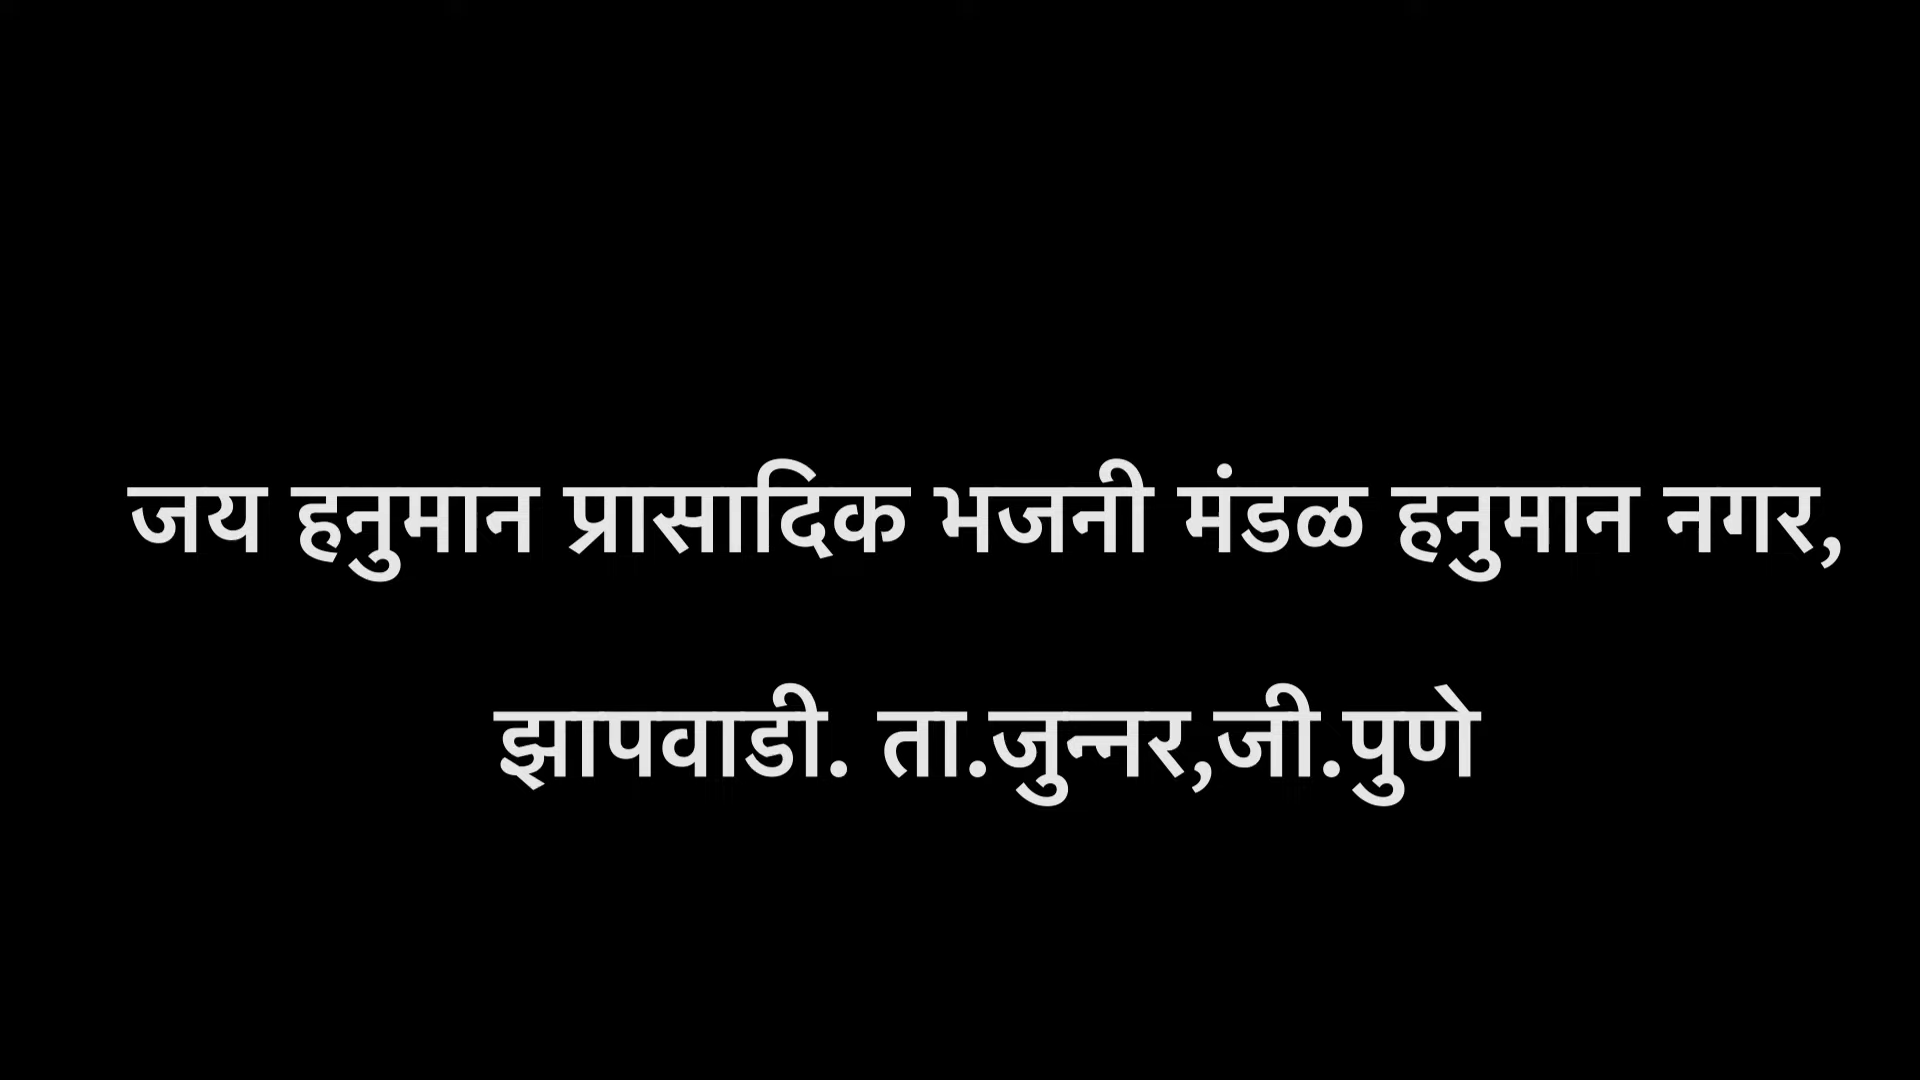 जय हनुमान प्रासादिक भजनी मंडळ हनुमान नगर,
झापवाडी. ता.जुन्नर,जी.पुणे